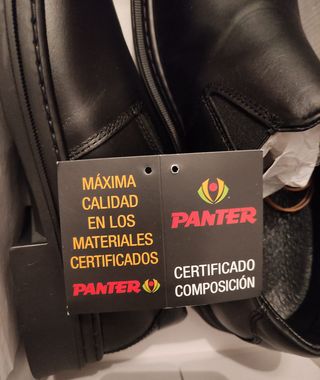 MÁXIMA
CALIDAD
EN LOS
MATERIALES
CERTIFICADOS
PANTER
PANTER
CERTIFICADO
COMPOSICIÓN